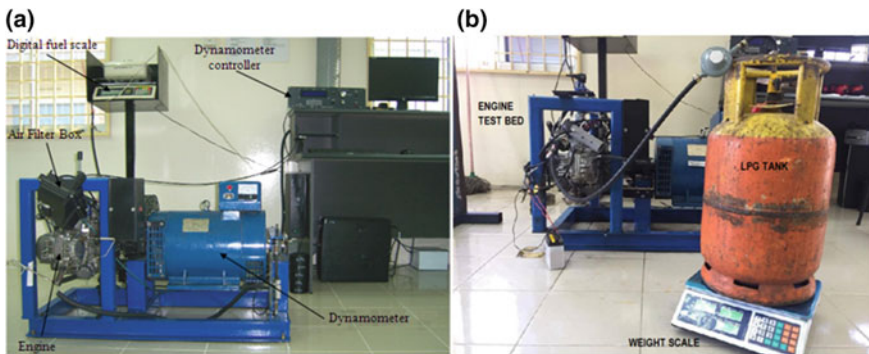 (a)
Digital fuel scale
Dynamometer
controller
Air Filter Box
Engine
Dynamometer
(b)
ENGINE
TEST BED
LPG TANK
WEIGHT SCALE